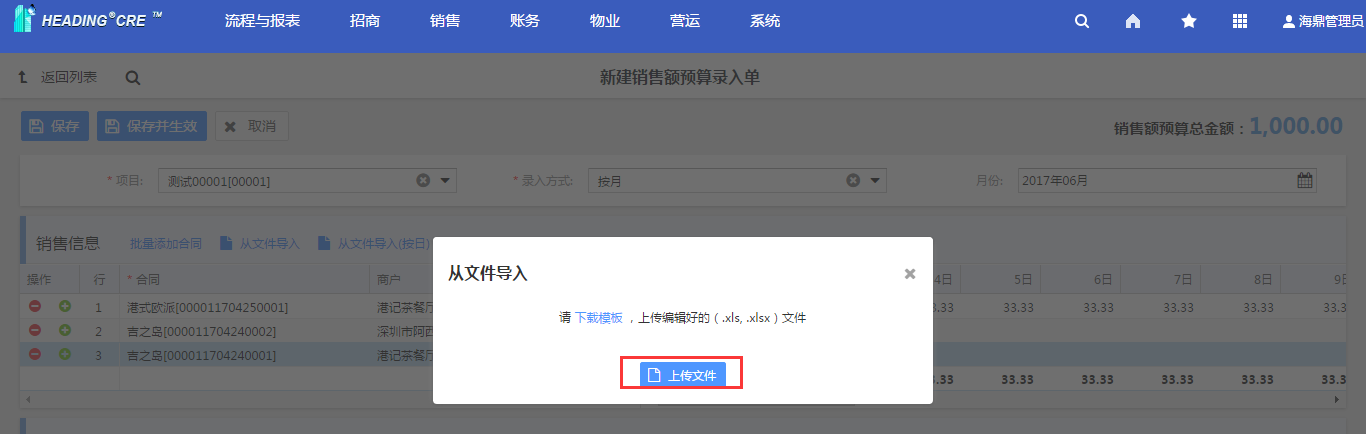 HEADING®CRE ™ 流程与报表 招商 销售 账务 物业 营运 系统 海鼎管理员
返回列表 新建销售额预算录入单
保存 保存并生效 取消 销售额预算总金额：1,000.00
* 项目: 测试00001[00001] * 录入方式: 按月 月份: 2017年06月
销售信息 批量添加合同 从文件导入 从文件导入(按日)
操作 行 * 合同 商户 4日 5日 6日 7日 8日 9日
1 港式欧派[000011704250001] 港记茶餐厅 33.33 33.33 33.33 33.33 33.3
2 吉之岛[000011704240002] 深圳市阿西
3 吉之岛[000011704240001] 港记茶餐厅
33.33 33.33 33.33 33.33 33.3
从文件导入
请 下载模板 ，上传编辑好的（.xls, .xlsx）文件
上传文件